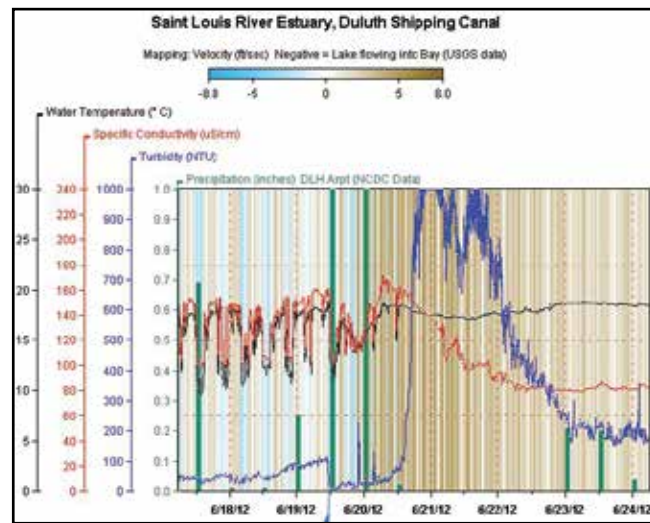 Saint Louis River Estuary, Duluth Shipping Canal
Mapping: Velocity (ft/sec) Negative = Lake flowing into Bay (USGS data)
-8.0 -5 0 5 8.0
Water Temperature (° C)
Specific Conductivity (uS/cm)
Turbidity (NTU)
Precipitation (inches) DLH Arpt (NCDC Data)
30 240 1000 1.0
220 900 0.9
25 200 800 0.8
180 700 0.7
20 160 600 0.6
140
15 120 500 0.5
100 400 0.4
10 80 300 0.3
60
5 40 200 0.2
20 100 0.1
0 0 0 0.0
6/18/12 6/19/12 6/20/12 6/21/12 6/22/12 6/23/12 6/24/12